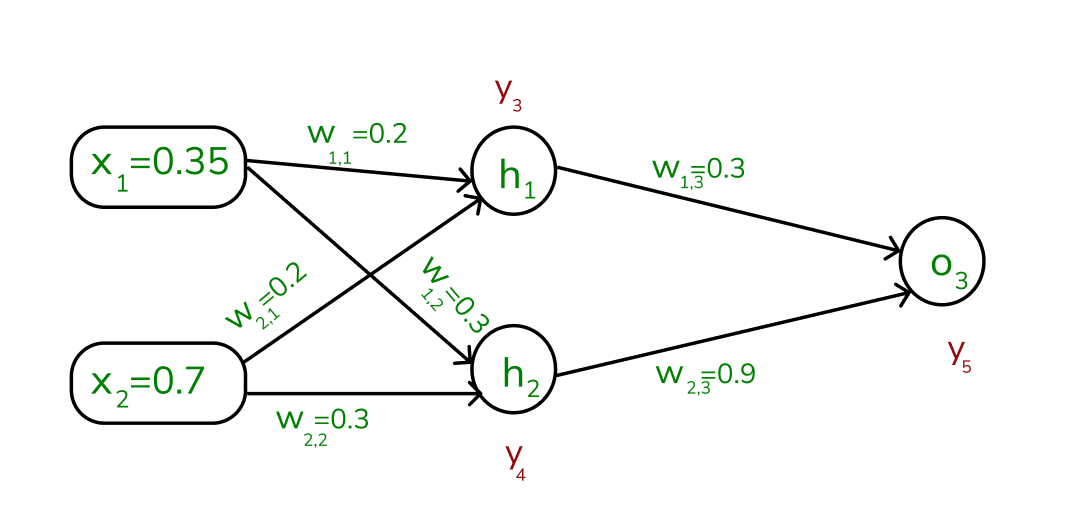 y3
w1,1=0.2
x1=0.35
h1
w1,3=0.3
w2,1=0.2
w1,2=0.3
o3
x2=0.7
h2
y5
w2,3=0.9
w2,2=0.3
y4